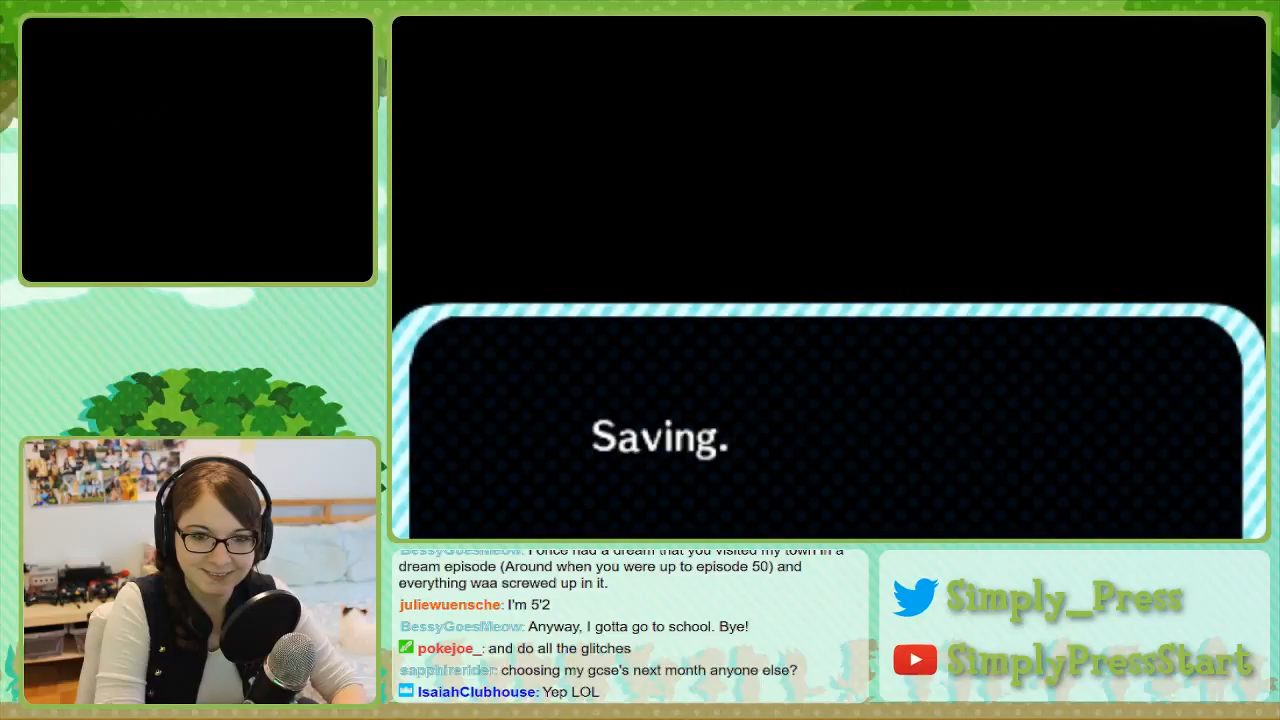 Saving.
BessyGoesMeow: I once had a dream that you visited my town in a
dream episode (Around when you were up to episode 50) and
everything waa screwed up in it.
juliewuensche: I'm 5'2
BessyGoesMeow: Anyway, I gotta go to school. Bye!
pokejoe_: and do all the glitches
sapphirerider: choosing my gcse's next month anyone else?
IsaiahClubhouse: Yep LOL
Simply_Press
SimplyPressStart